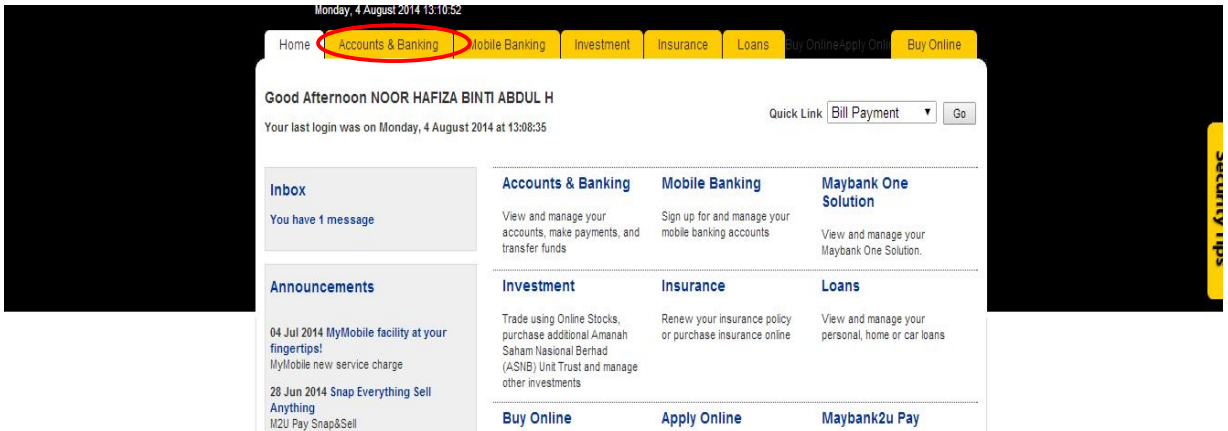 Monday, 4 August 2014 13:10:52
Home Accounts & Banking Mobile Banking Investment Insurance Loans Buy OnlineApply Onli Buy Online
Good Afternoon NOOR HAFIZA BINTI ABDUL H
Your last login was on Monday, 4 August 2014 at 13:08:35
Quick Link Bill Payment Go
Inbox
You have 1 message
Announcements
04 Jul 2014 MyMobile facility at your
fingertips!
MyMobile new service charge
28 Jun 2014 Snap Everything Sell
Anything
M2U Pay Snap&Sell
Accounts & Banking
View and manage your
accounts, make payments, and
transfer funds
Mobile Banking
Sign up for and manage your
mobile banking accounts
Maybank One
Solution
View and manage your
Maybank One Solution.
Investment
Trade using Online Stocks,
purchase additional Amanah
Saham Nasional Berhad
(ASNB) Unit Trust and manage
other investments
Insurance
Renew your insurance policy
or purchase insurance online
Loans
View and manage your
personal, home or car loans
Buy Online
Apply Online
Maybank2u Pay
Security Tips